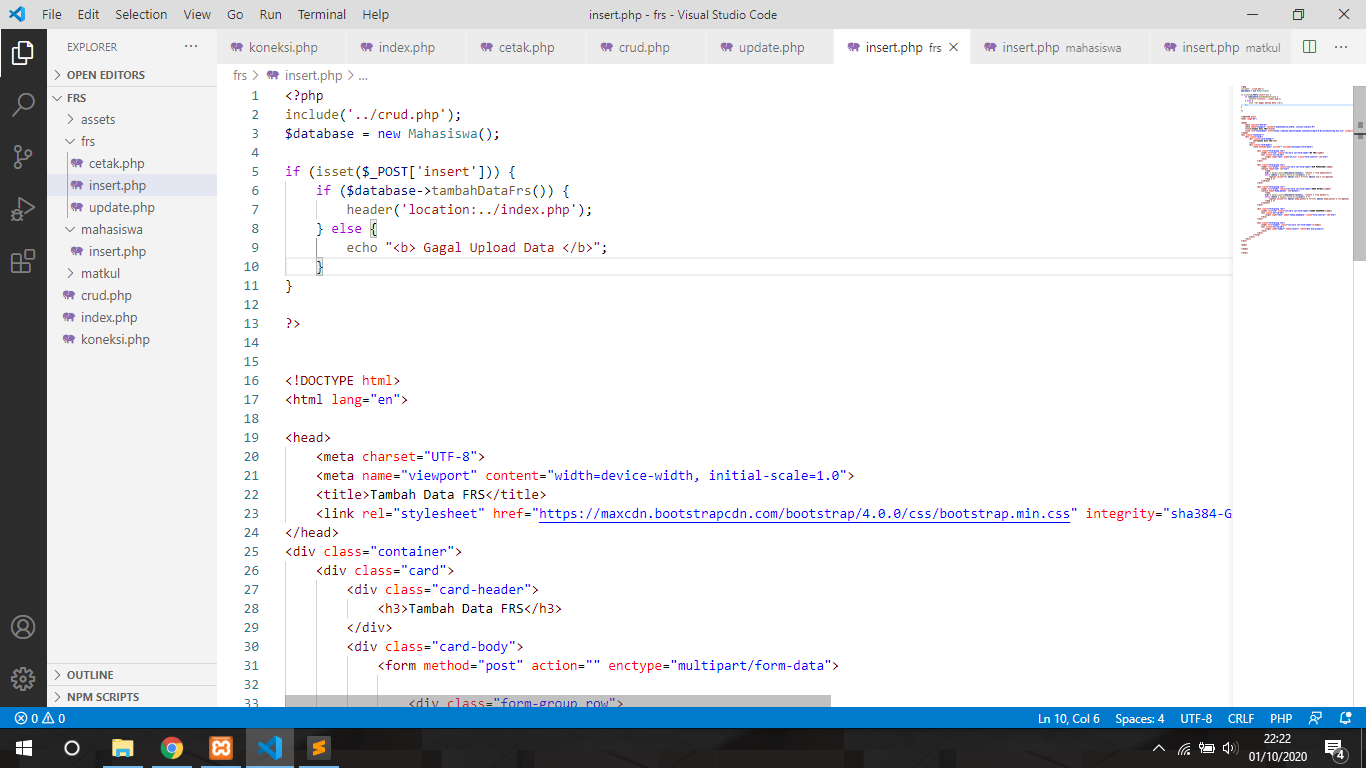 File Edit Selection View Go Run Terminal Help insert.php - frs - Visual Studio Code
EXPLORER ...
koneksi.php index.php cetak.php crud.php update.php insert.php frs insert.php mahasiswa insert.php matkul ...
OPEN EDITORS
FRS
assets
frs
cetak.php
insert.php
update.php
mahasiswa
insert.php
matkul
crud.php
index.php
koneksi.php
OUTLINE
NPM SCRIPTS
frs > insert.php > ...
1 <?php
2 include('../crud.php');
3 $database = new Mahasiswa();
4
5 if (isset($_POST['insert'])) {
6 if ($database->tambahDataFrs()) {
7 header('location:../index.php');
8 } else {
9 echo "<b> Gagal Upload Data </b>";
10 }
11 }
12
13 ?>
14
15
16 <!DOCTYPE html>
17 <html lang="en">
18
19 <head>
20 <meta charset="UTF-8">
21 <meta name="viewport" content="width=device-width, initial-scale=1.0">
22 <title>Tambah Data FRS</title>
23 <link rel="stylesheet" href="https://maxcdn.bootstrapcdn.com/bootstrap/4.0.0/css/bootstrap.min.css" integrity="sha384-G
24 </head>
25 <div class="container">
26 <div class="card">
27 <div class="card-header">
28 <h3>Tambah Data FRS</h3>
29 </div>
30 <div class="card-body">
31 <form method="post" action="" enctype="multipart/form-data">
32
33 <div class="form-group row">
0 0 Ln 10, Col 6 Spaces: 4 UTF-8 CRLF PHP
22:22
01/10/2020
4